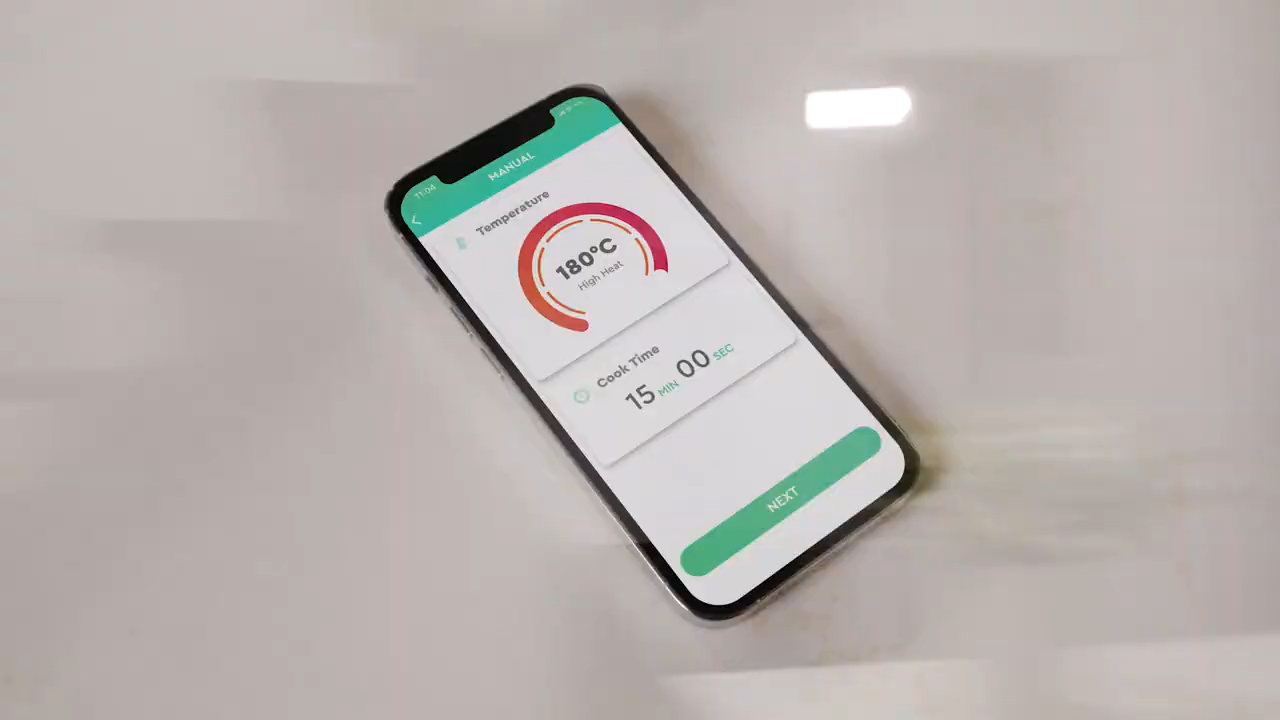 11:04
MANUAL
Temperature
180°C
High Heat
Cook Time
15 MIN 00 SEC
NEXT